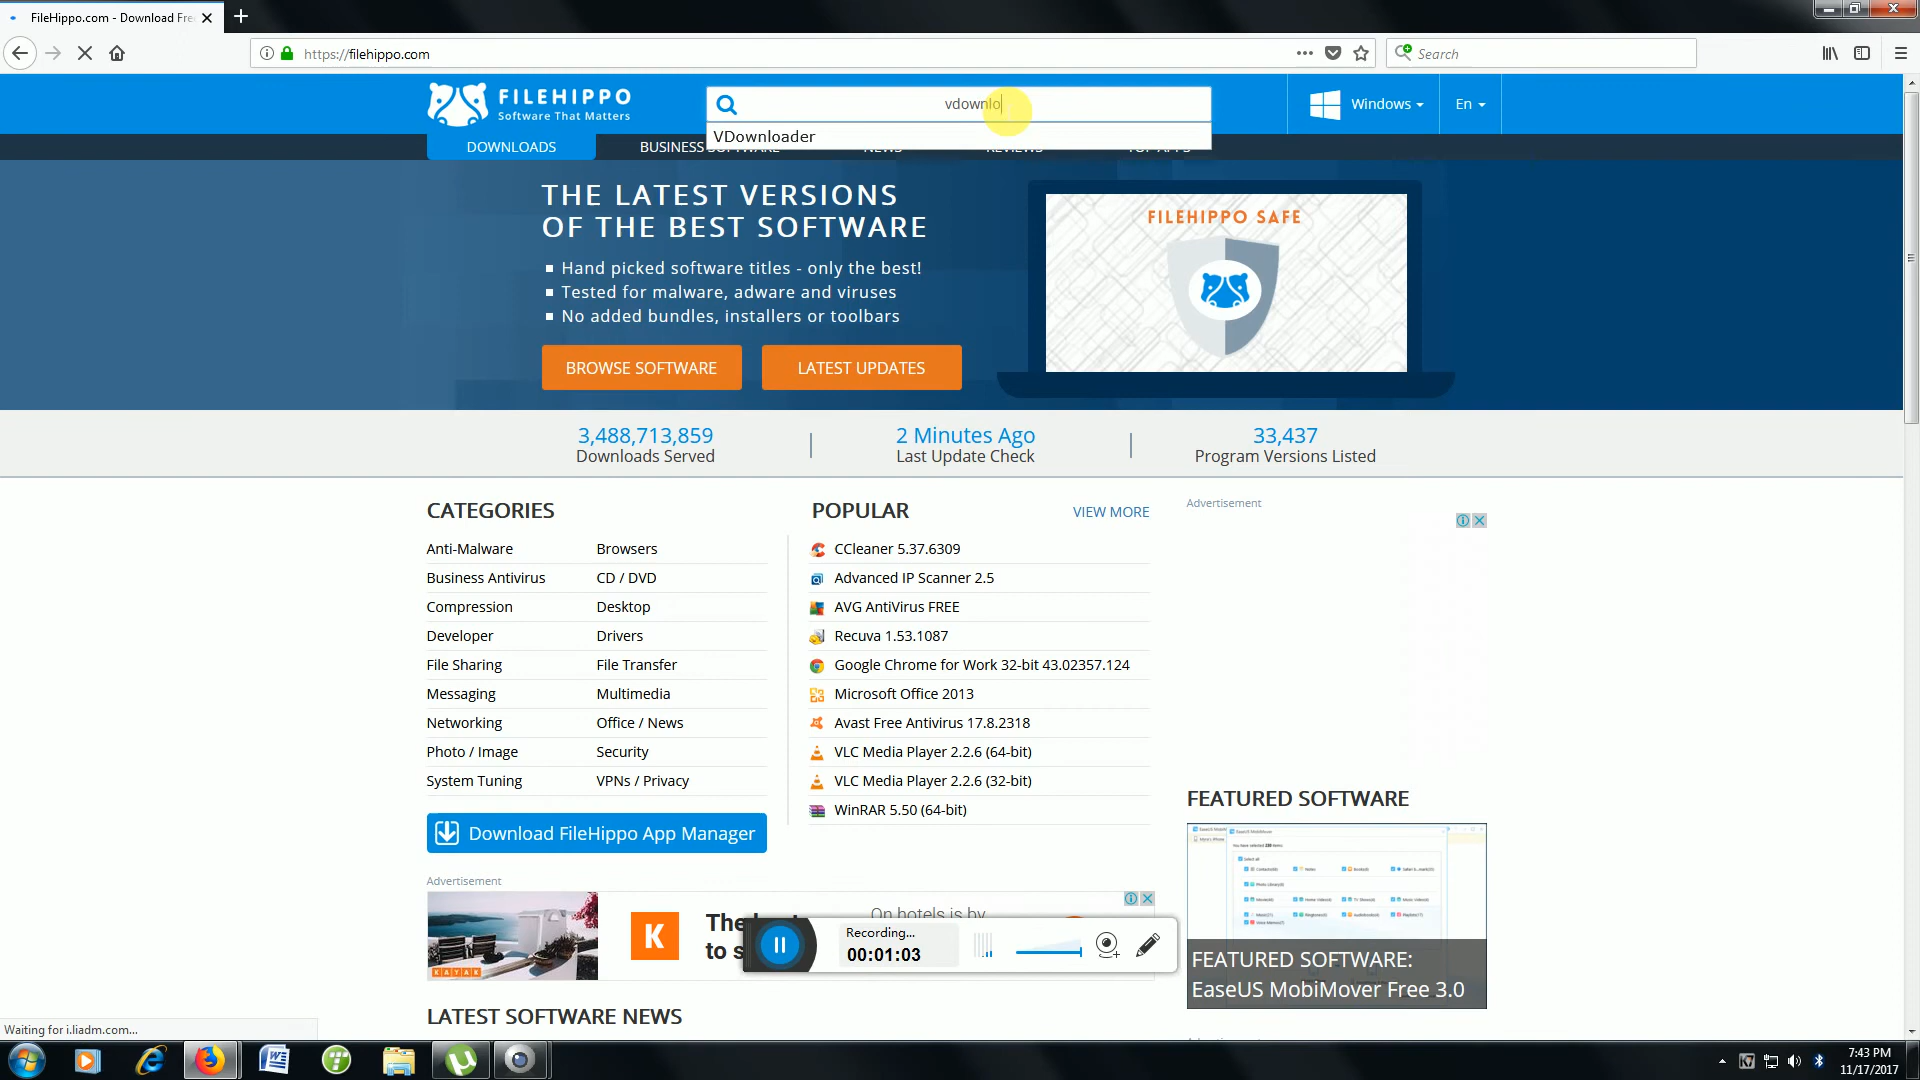 FileHippo.com - Download Fre
https://filehippo.com
Search
FILEHIPPO
Software That Matters
vdownlo
VDownloader
Windows
En
DOWNLOADS
THE LATEST VERSIONS
OF THE BEST SOFTWARE
Hand picked software titles - only the best!
Tested for malware, adware and viruses
No added bundles, installers or toolbars
BROWSE SOFTWARE
LATEST UPDATES
FILEHIPPO SAFE
3,488,713,859
Downloads Served
2 Minutes Ago
Last Update Check
33,437
Program Versions Listed
CATEGORIES
Anti-Malware
Browsers
Business Antivirus
CD / DVD
Compression
Desktop
Developer
Drivers
File Sharing
File Transfer
Messaging
Multimedia
Networking
Office / News
Photo / Image
Security
System Tuning
VPNs / Privacy
Download FileHippo App Manager
POPULAR
VIEW MORE
CCleaner 5.37.6309
Advanced IP Scanner 2.5
AVG AntiVirus FREE
Recuva 1.53.1087
Google Chrome for Work 32-bit 43.02357.124
Microsoft Office 2013
Avast Free Antivirus 17.8.2318
VLC Media Player 2.2.6 (64-bit)
VLC Media Player 2.2.6 (32-bit)
WinRAR 5.50 (64-bit)
Advertisement
FEATURED SOFTWARE
FEATURED SOFTWARE:
EaseUS MobiMover Free 3.0
Advertisement
KAYAK
K
The
to s
On hotels is by
Recording...
00:01:03
LATEST SOFTWARE NEWS
Waiting for i.liadm.com...
7:43 PM
11/17/2017